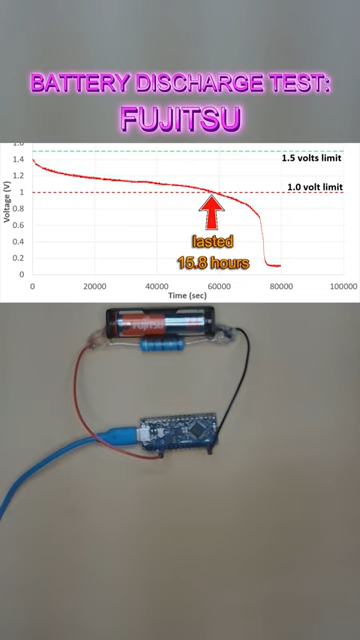 BATTERY DISCHARGE TEST:
FUJITSU
1.4
1.2
1
0.8
0.6
0.4
0.2
0
Voltage (V)
1.5 volts limit
1.0 volt limit
lasted
15.8 hours
0 20000 40000 60000 80000 100000
Time (sec)
FUJITSU